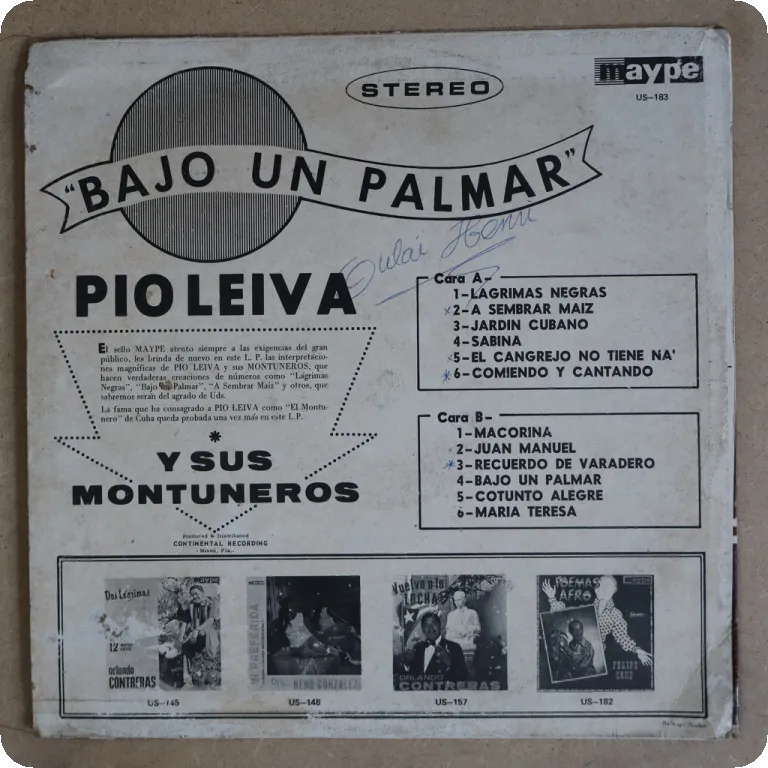 STEREO
maype
US-183
"BAJO UN PALMAR"
PIO LEIVA
El sello MAYPE atento siempre a las exigencias del gran
público, les brinda de nuevo en este L. P. las interpretacio-
nes magníficas de PIO LEIVA y sus MONTUNEROS, que
hacen verdaderas creaciones de números como "Lágrimas
Negras", "Bajo Un Palmar", "A Sembrar Maíz" y otros, que
sabremos serán del agrado de Uds.
La fama que ha consagrado a PIO LEIVA como "El Montu-
nero" de Cuba queda probada una vez más en este L.P.
*
Y SUS
MONTUNEROS
Produced & Distributed
CONTINENTAL RECORDING
- Miami, Fla.-
Cara A-
1-LAGRIMAS NEGRAS
2-A SEMBRAR MAIZ
3-JARDIN CUBANO
4-SABINA
5-EL CANGREJO NO TIENE NA'
6-COMIENDO Y CANTANDO
Cara B-
1-MACORINA
2-JUAN MANUEL
3-RECUERDO DE VARADERO
4-BAJO UN PALMAR
5-COTUNTO ALEGRE
6-MARIA TERESA
Dos Lágrimas
12
orlando
CONTRERAS
US-145
MI PREFERIDA
NENO GONZALEZ
US-148
Vuelvo a la
LUCHA
ORLANDO
CONTRERAS
US-157
POEMAS
AFRO
FELIPE
CRUZ
US-182